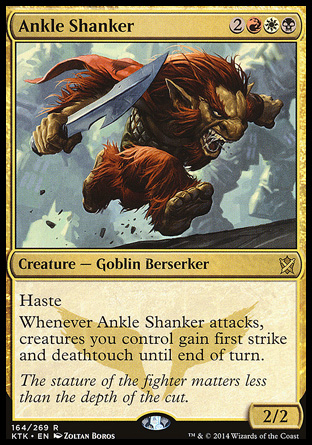 Ankle Shanker 2
Creature — Goblin Berserker
Haste
Whenever Ankle Shanker attacks,
creatures you control gain first strike
and deathtouch until end of turn.
The stature of the fighter matters less
than the depth of the cut.
164/269 R
KTK • EN ZOLTAN BOROS
™ & © 2014 Wizards of the Coast
2/2